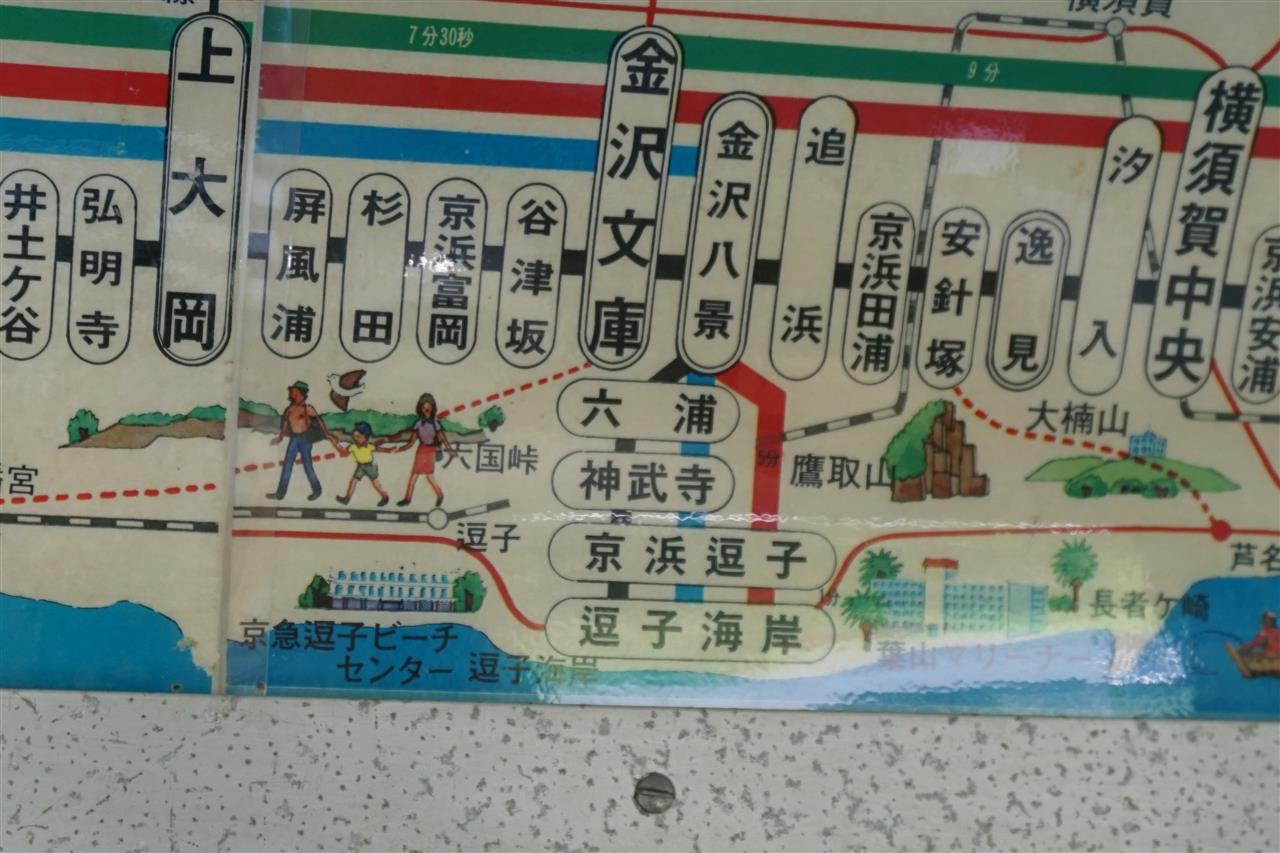 横須賀
7分30秒
9分
井土ケ谷
弘明寺
上大岡
屏風浦
杉田
京浜富岡
谷津坂
金沢文庫
金沢八景
追浜
京浜田浦
安針塚
逸見
汐入
横須賀中央
京浜安浦
六浦
神武寺
京浜逗子
逗子海岸
5分
宮
六国峠
逗子
鷹取山
大楠山
芦名
長者ケ崎
葉山マリーナー
京急逗子ビーチ
センター
逗子海岸